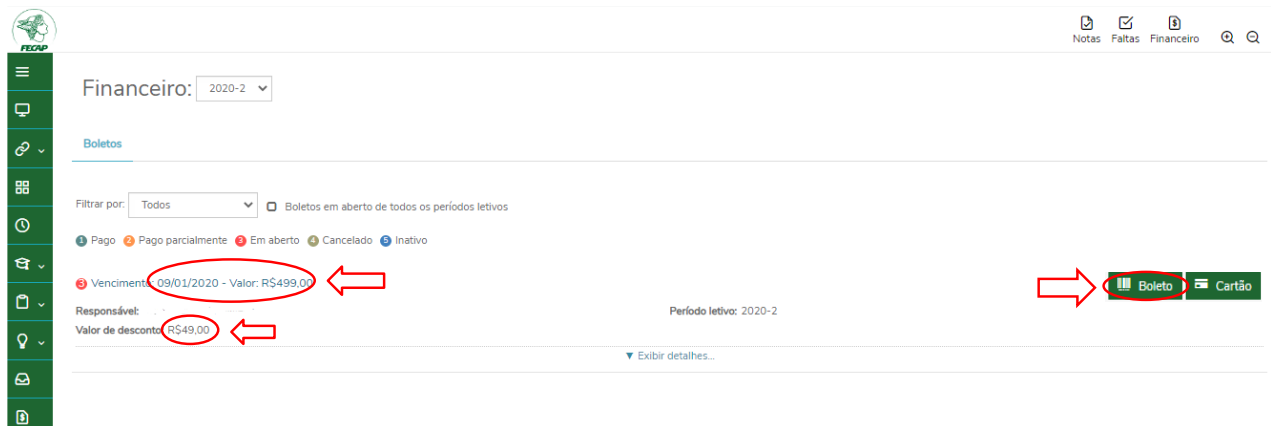 FECAP
Notas Faltas Financeiro
Financeiro: 2020-2
Boletos
Filtrar por: Todos Boletos em aberto de todos os períodos letivos
1 Pago 2 Pago parcialmente 3 Em aberto 4 Cancelado 5 Inativo
3 Vencimento: 09/01/2020 - Valor: R$499,00 Boleto Cartão
Responsável: Período letivo: 2020-2
Valor de desconto: R$49,00
▼ Exibir detalhes...